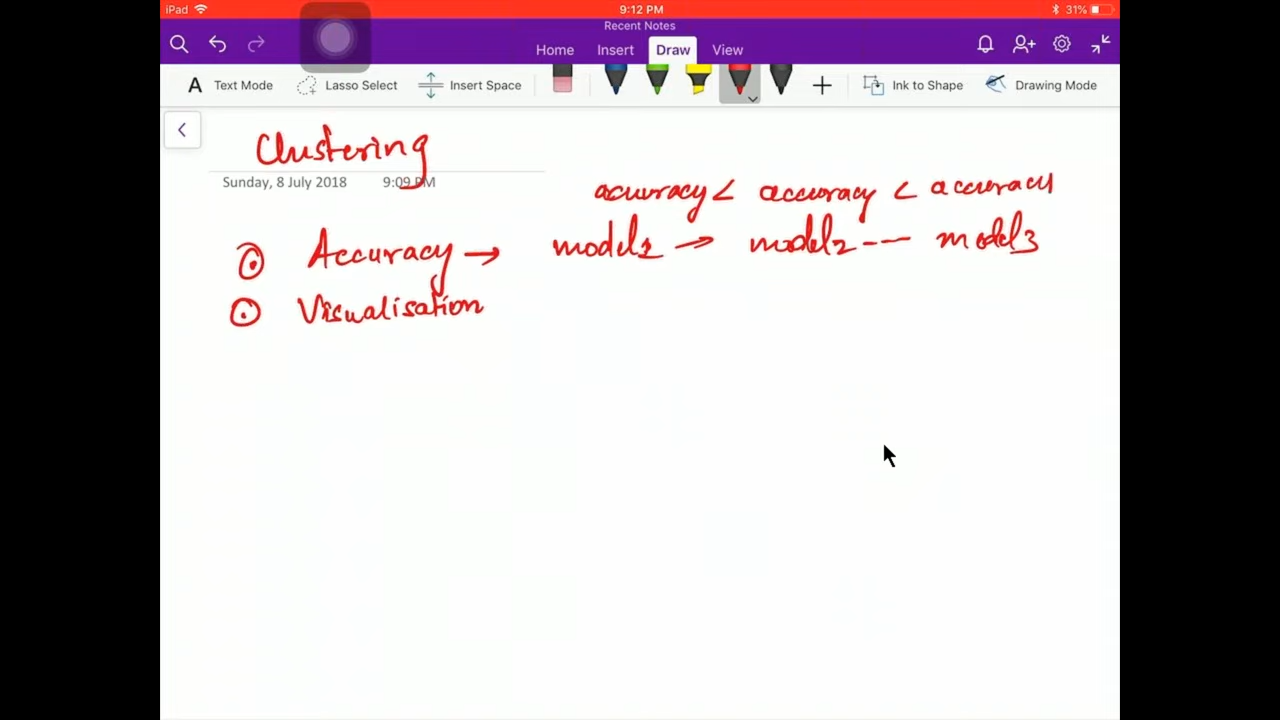 iPad 9:12 PM 31%
Recent Notes
Home Insert Draw View
A Text Mode Lasso Select Insert Space Ink to Shape Drawing Mode
Clustering
Sunday, 8 July 2018 9:09 PM
accuracy < accuracy < accuracy
Accuracy → model1 → model2 --- model3
Visualisation